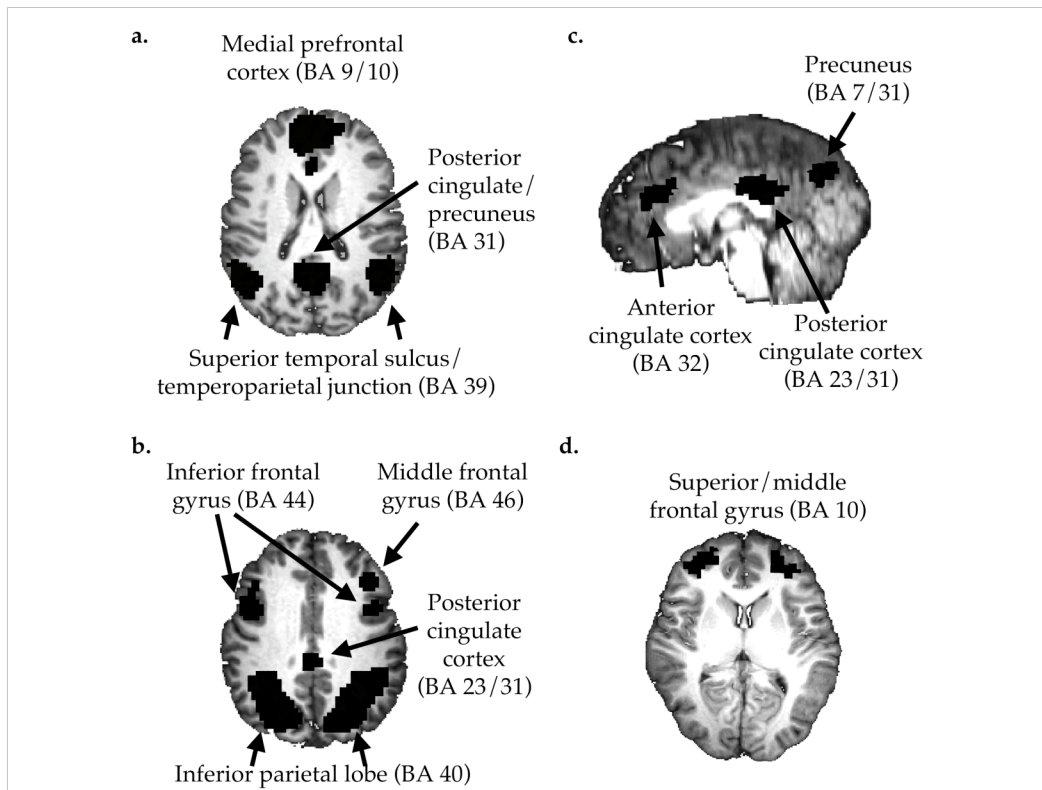 a.
Medial prefrontal
cortex (BA 9/10)
Posterior
cingulate/
precuneus
(BA 31)
Superior temporal sulcus/
temperoparietal junction (BA 39)
c.
Precuneus
(BA 7/31)
Anterior
cingulate cortex
(BA 32)
Posterior
cingulate cortex
(BA 23/31)
b.
Inferior frontal
gyrus (BA 44)
Middle frontal
gyrus (BA 46)
Posterior
cingulate
cortex
(BA 23/31)
Inferior parietal lobe (BA 40)
d.
Superior/middle
frontal gyrus (BA 10)